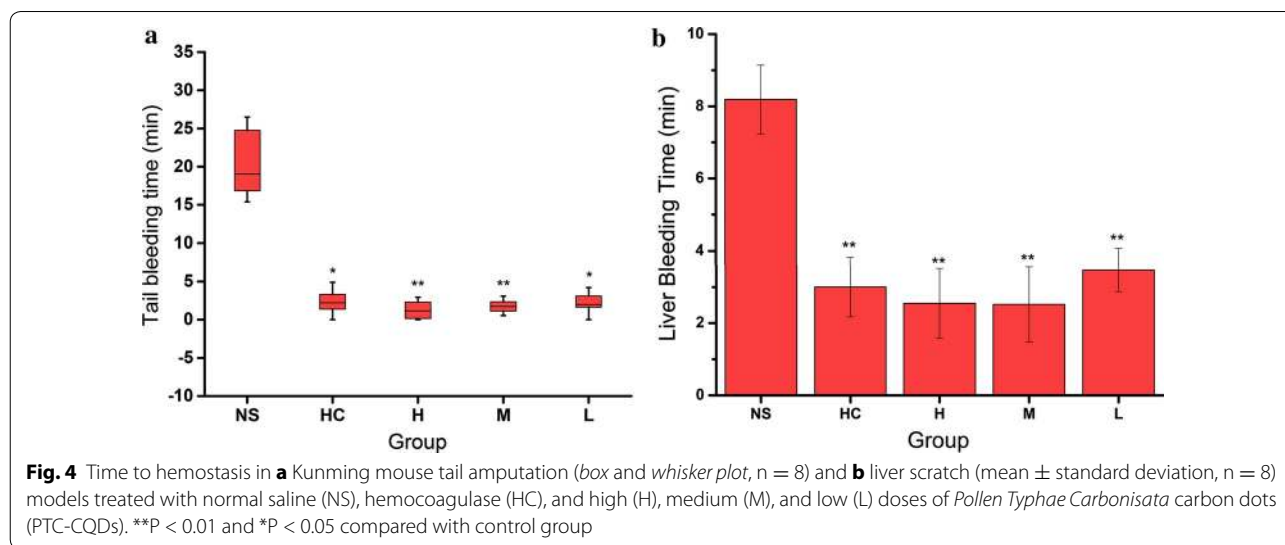 a
35
30
25
20
15
10
5
0
-5
-10
Tail bleeding time (min)
*
**
**
*
NS HC H M L
Group
b
10
8
6
4
2
0
Liver Bleeding Time (min)
**
**
**
**
NS HC H M L
Group
Fig. 4 Time to hemostasis in a Kunming mouse tail amputation (box and whisker plot, n = 8) and b liver scratch (mean ± standard deviation, n = 8)
models treated with normal saline (NS), hemocoagulase (HC), and high (H), medium (M), and low (L) doses of Pollen Typhae Carbonisata carbon dots
(PTC-CQDs). **P < 0.01 and *P < 0.05 compared with control group